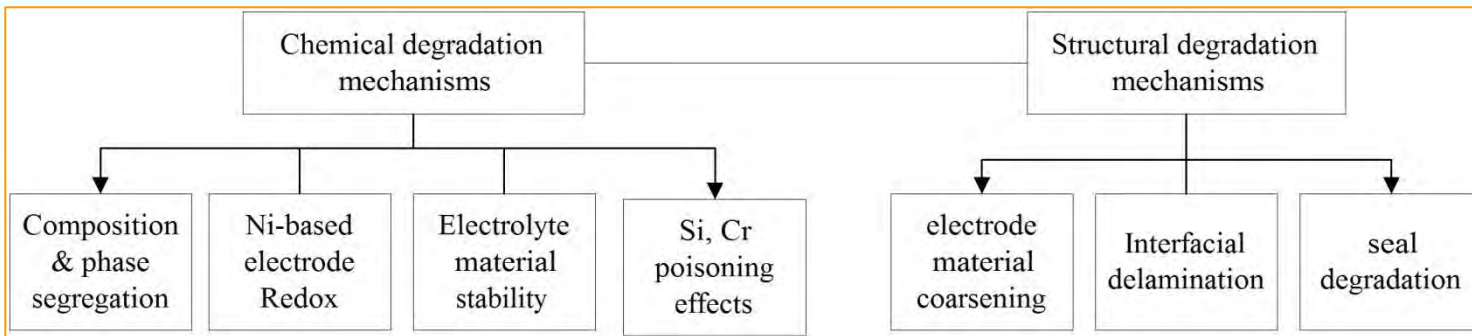 Chemical degradation
mechanisms
Structural degradation
mechanisms
Composition
& phase
segregation
Ni-based
electrode
Redox
Electrolyte
material
stability
Si, Cr
poisoning
effects
electrode
material
coarsening
Interfacial
delamination
seal
degradation